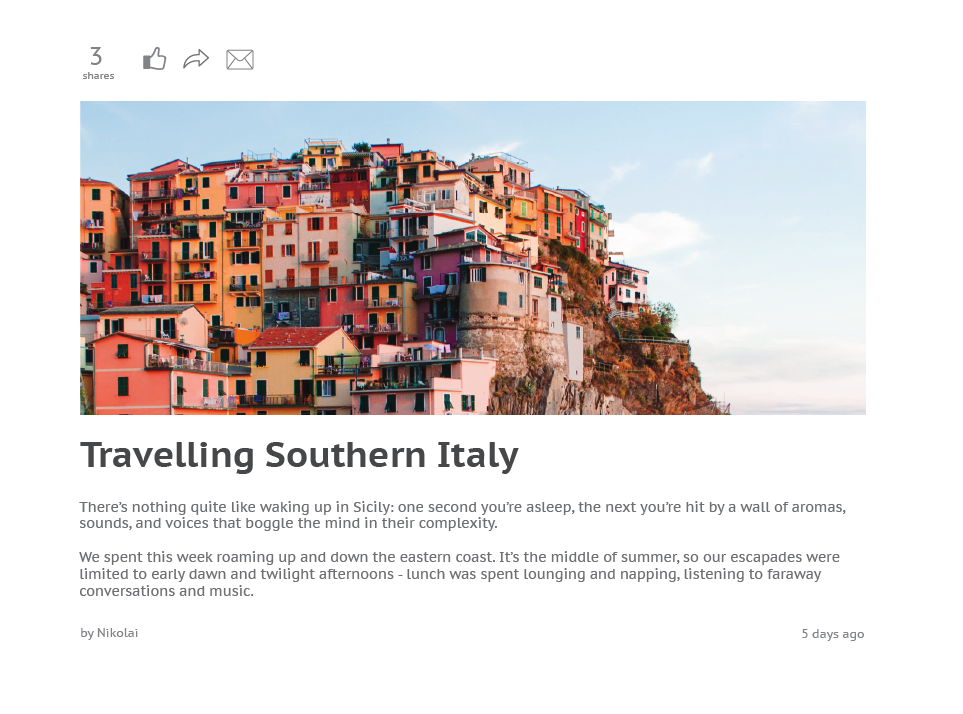 3
shares
Travelling Southern Italy
There's nothing quite like waking up in Sicily: one second you're asleep, the next you're hit by a wall of aromas,
sounds, and voices that boggle the mind in their complexity.
We spent this week roaming up and down the eastern coast. It's the middle of summer, so our escapades were
limited to early dawn and twilight afternoons - lunch was spent lounging and napping, listening to faraway
conversations and music.
by Nikolai
5 days ago